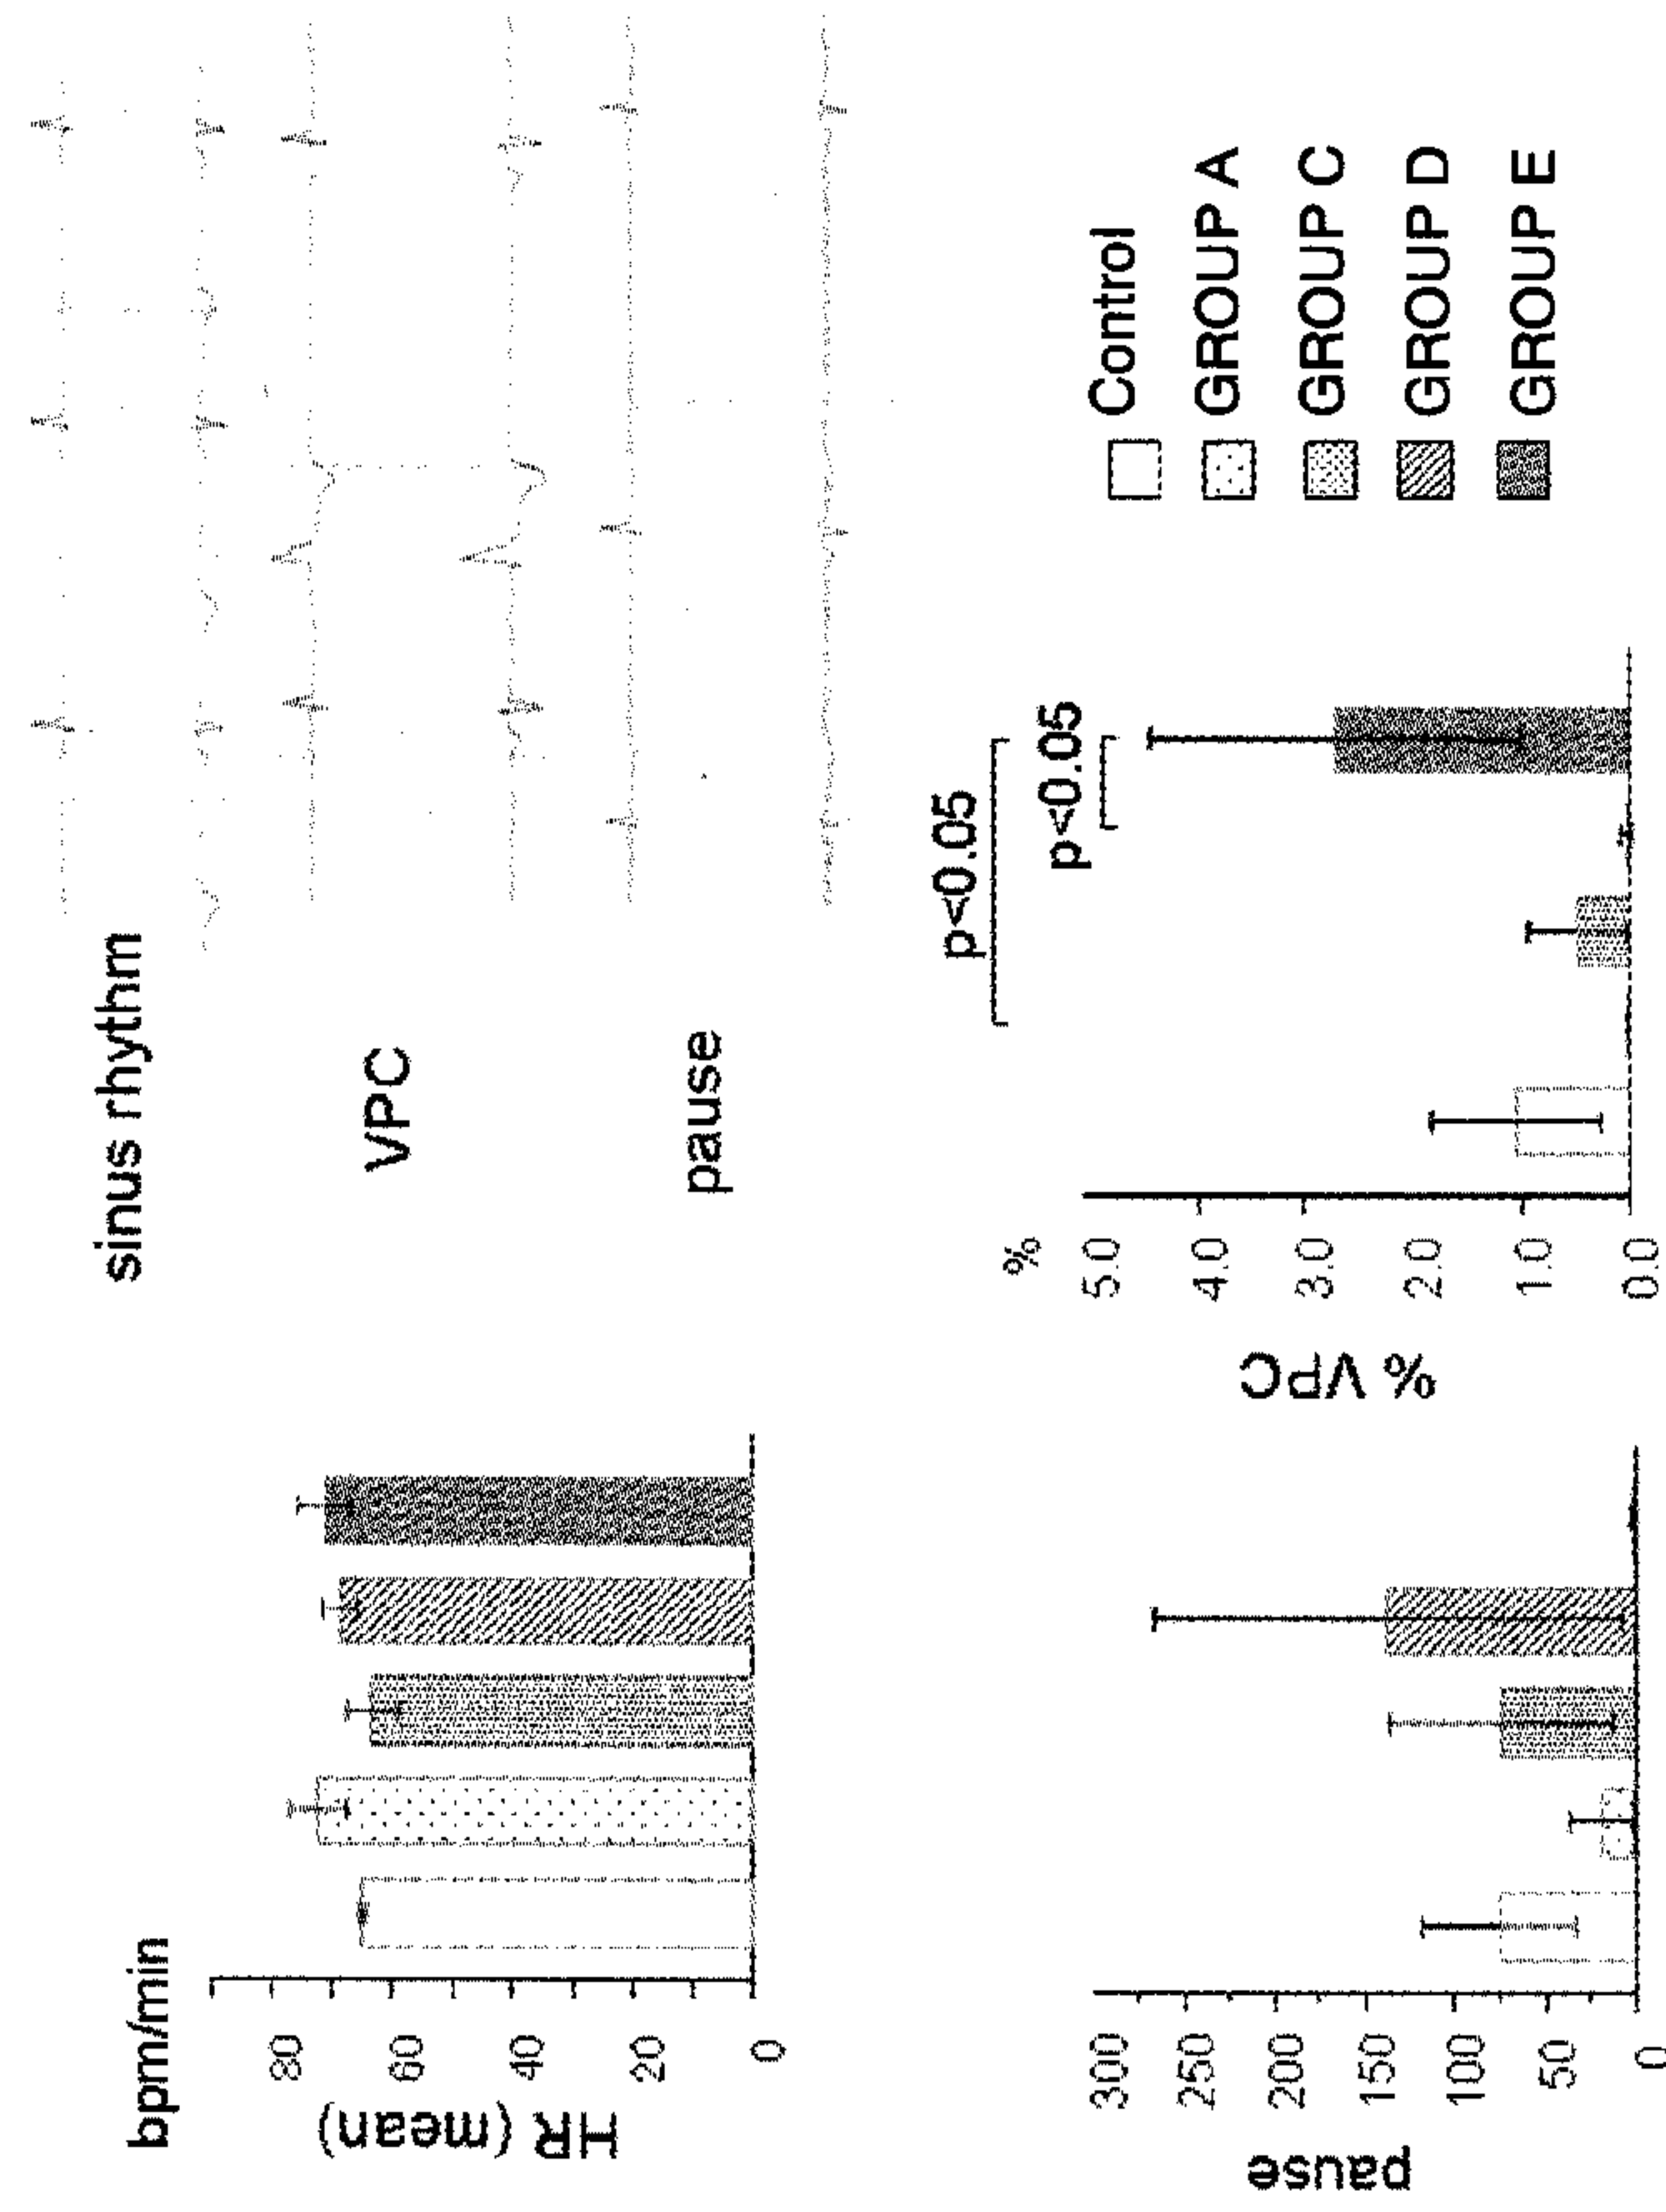 bpm/min
HR (mean)
80
60
40
20
0
sinus rhythm
VPC
pause
pause
300
250
200
150
100
50
0
% VPC
%
5.0
4.0
3.0
2.0
1.0
0.0
p<0.05
p<0.05
Control
GROUP A
GROUP C
GROUP D
GROUP E